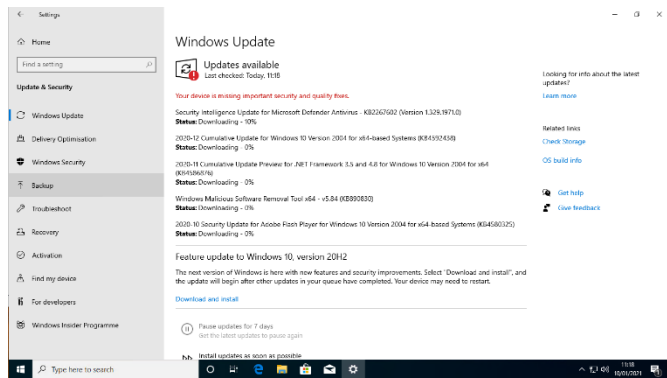 Settings
Home
Windows Update
Find a setting
Updates available
Last checked: Today, 11:18
Looking for info about the latest
updates?
Update & Security
Your device is missing important security and quality fixes.
Learn more
Windows Update
Security Intelligence Update for Microsoft Defender Antivirus - KB2267602 (Version 1.329.1971.0)
Status: Downloading - 10%
Related links
Delivery Optimisation
2020-12 Cumulative Update for Windows 10 Version 2004 for x64-based Systems (KB4592438)
Status: Downloading - 0%
Check Storage
Windows Security
2020-11 Cumulative Update Preview for .NET Framework 3.5 and 4.8 for Windows 10 Version 2004 for x64
(KB4586876)
Status: Downloading - 0%
OS build info
Backup
Windows Malicious Software Removal Tool x64 - v5.84 (KB890830)
Status: Downloading - 0%
Get help
Troubleshoot
2020-10 Security Update for Adobe Flash Player for Windows 10 Version 2004 for x64-based Systems (KB4580325)
Status: Downloading - 0%
Give feedback
Recovery
Activation
Feature update to Windows 10, version 20H2
The next version of Windows is here with new features and security improvements. Select "Download and install", and
the update will begin after other updates in your queue have completed. Your device may need to restart.
Find my device
For developers
Download and install
Windows Insider Programme
Pause updates for 7 days
Get the latest updates to pause again
Install updates as soon as possible
Type here to search
11:18
10/01/2021